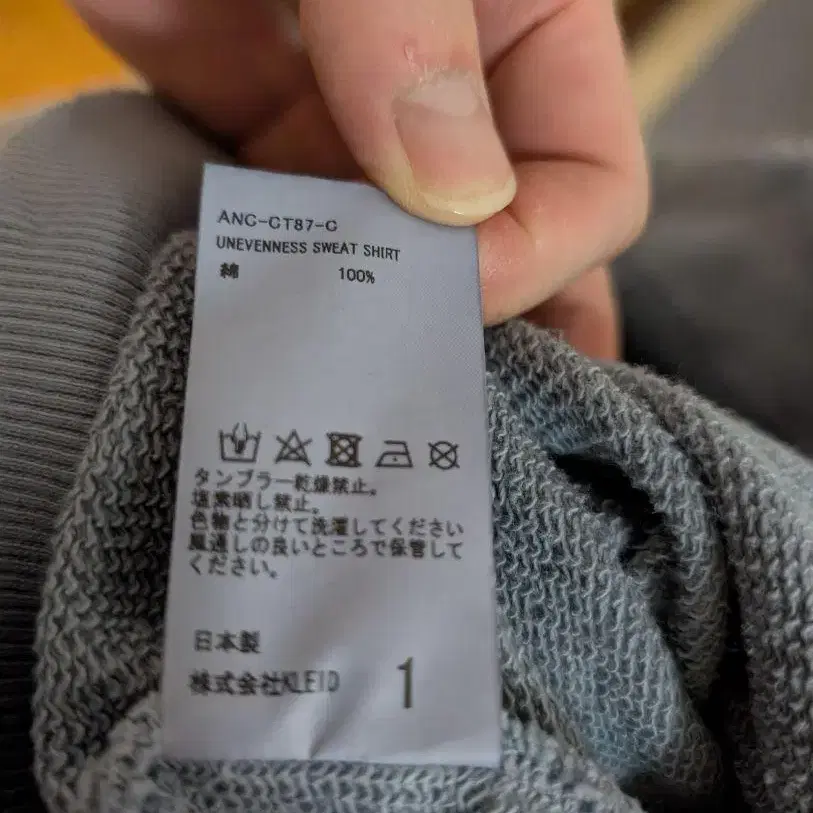 ANC-CT87-C
UNEVENNESS SWEAT SHIRT
綿 100%
タンブラー乾燥禁止。
塩素晒し禁止。
色物と分けて洗濯してください
風通しの良いところで保管して
ください。
日本製
株式会社KLEID 1